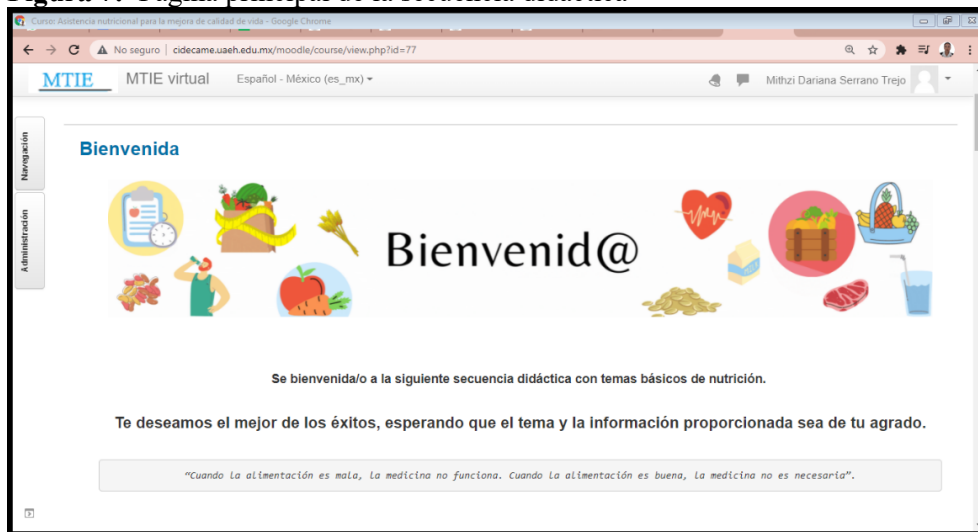 Figura 7. Página principal de la secuencia didáctica
Curso: Asistencia nutricional para la mejora de calidad de vida - Google Chrome
No seguro | cidecame.uaeh.edu.mx/moodle/course/view.php?id=77
MTIE MTIE virtual Español - México (es_mx) Mithzi Dariana Serrano Trejo
Navegación
Administración
Bienvenida
Bienvenid@
Se bienvenida/o a la siguiente secuencia didáctica con temas básicos de nutrición.
Te deseamos el mejor de los éxitos, esperando que el tema y la información proporcionada sea de tu agrado.
“Cuando la alimentación es mala, la medicina no funciona. Cuando la alimentación es buena, la medicina no es necesaria”.